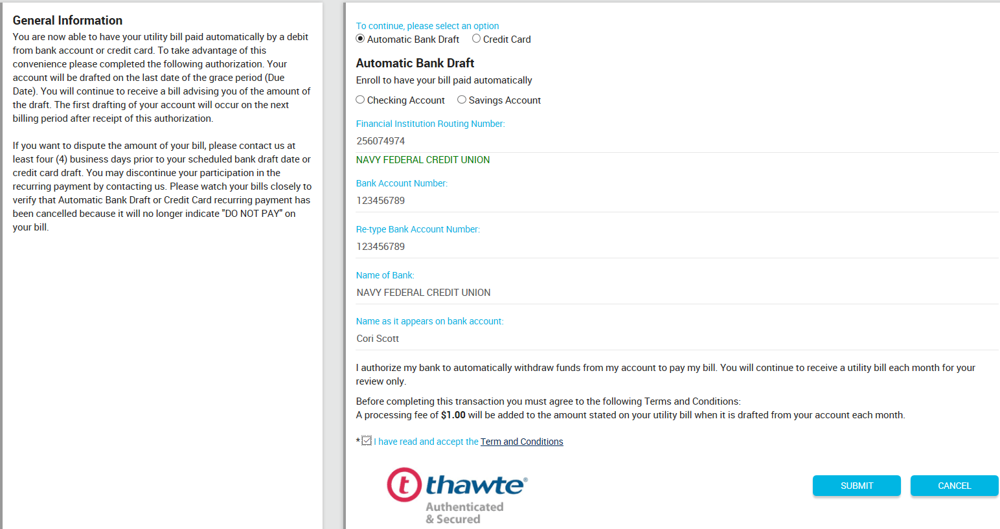 General Information
You are now able to have your utility bill paid automatically by a debit
from bank account or credit card. To take advantage of this
convenience please completed the following authorization. Your
account will be drafted on the last date of the grace period (Due
Date). You will continue to receive a bill advising you of the amount of
the draft. The first drafting of your account will occur on the next
billing period after receipt of this authorization.
If you want to dispute the amount of your bill, please contact us at
least four (4) business days prior to your scheduled bank draft date or
credit card draft. You may discontinue your participation in the
recurring payment by contacting us. Please watch your bills closely to
verify that Automatic Bank Draft or Credit Card recurring payment has
been cancelled because it will no longer indicate "DO NOT PAY" on
your bill.
To continue, please select an option
Automatic Bank Draft Credit Card
Automatic Bank Draft
Enroll to have your bill paid automatically
Checking Account Savings Account
Financial Institution Routing Number:
256074974
NAVY FEDERAL CREDIT UNION
Bank Account Number:
123456789
Re-type Bank Account Number:
123456789
Name of Bank:
NAVY FEDERAL CREDIT UNION
Name as it appears on bank account:
Cori Scott
I authorize my bank to automatically withdraw funds from my account to pay my bill. You will continue to receive a utility bill each month for your
review only.
Before completing this transaction you must agree to the following Terms and Conditions:
A processing fee of $1.00 will be added to the amount stated on your utility bill when it is drafted from your account each month.
* I have read and accept the Term and Conditions
t thawte®
Authenticated
& Secured
SUBMIT CANCEL